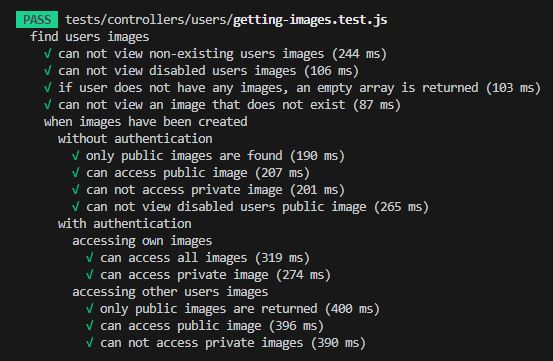 PASS tests/controllers/users/getting-images.test.js
find users images
√ can not view non-existing users images (244 ms)
√ can not view disabled users images (106 ms)
√ if user does not have any images, an empty array is returned (103 ms)
√ can not view an image that does not exist (87 ms)
when images have been created
without authentication
√ only public images are found (190 ms)
√ can access public image (207 ms)
√ can not access private image (201 ms)
√ can not view disabled users public image (265 ms)
with authentication
accessing own images
√ can access all images (319 ms)
√ can access private image (274 ms)
accessing other users images
√ only public images are returned (400 ms)
√ can access public image (396 ms)
√ can not access private images (390 ms)